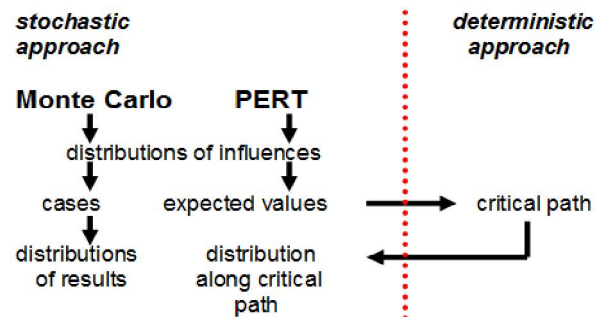 stochastic
approach
deterministic
approach
Monte Carlo
PERT
distributions of influences
cases
expected values
critical path
distributions
of results
distribution
along critical
path